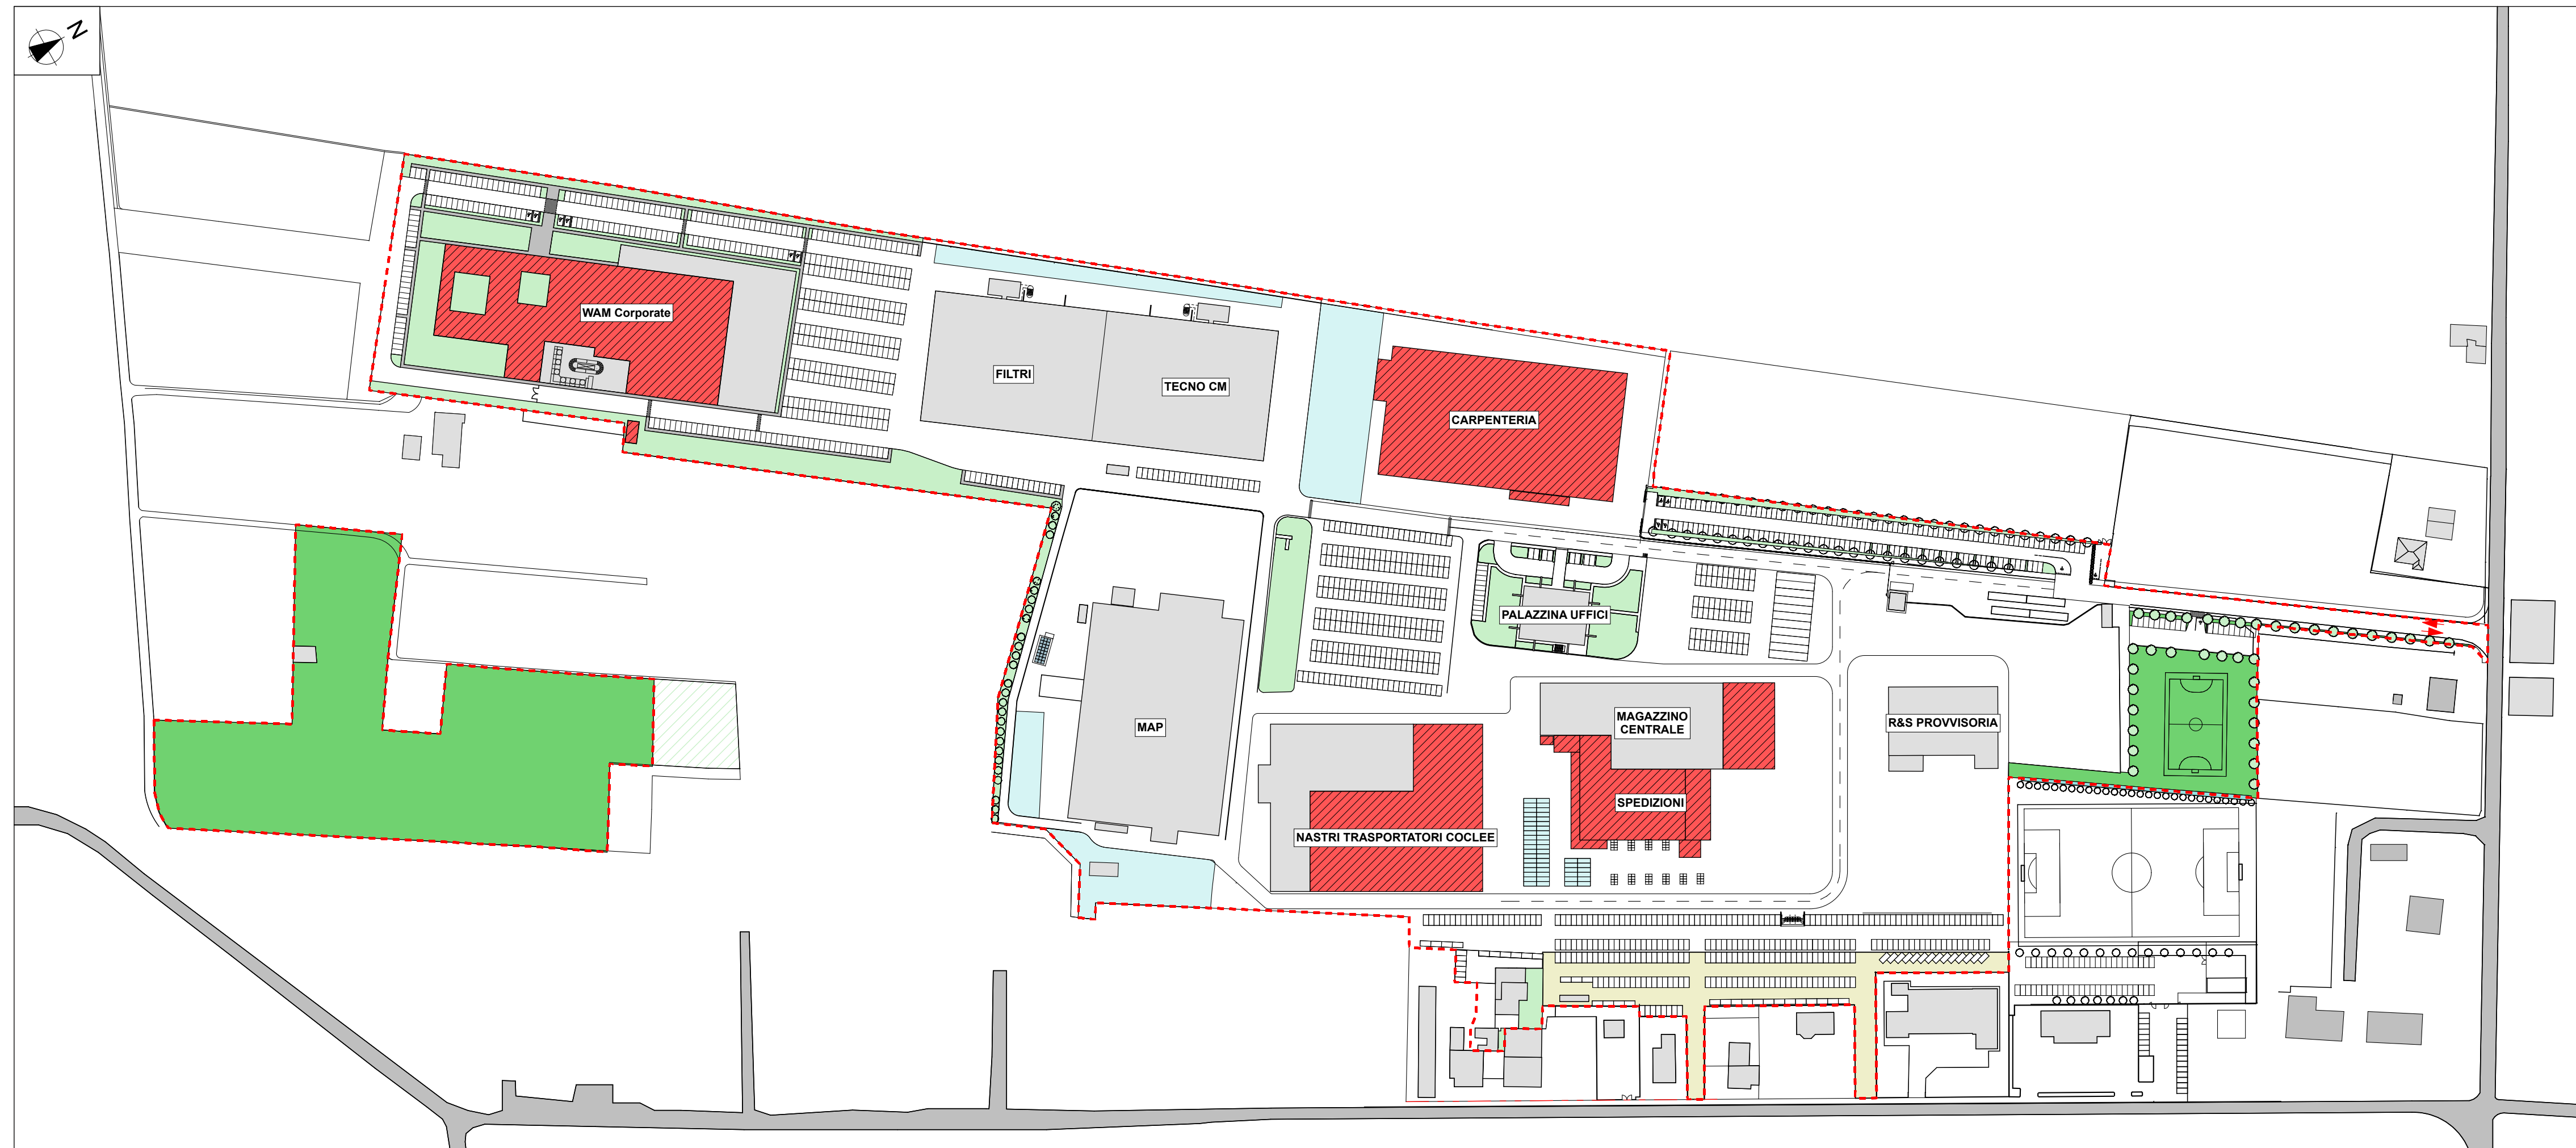 N
WAM Corporate
FILTRI
TECNO CM
CARPENTERIA
PALAZZINA UFFICI
MAP
MAGAZZINO
CENTRALE
R&S PROVVISORIA
SPEDIZIONI
NASTRI TRASPORTATORI COCLEE